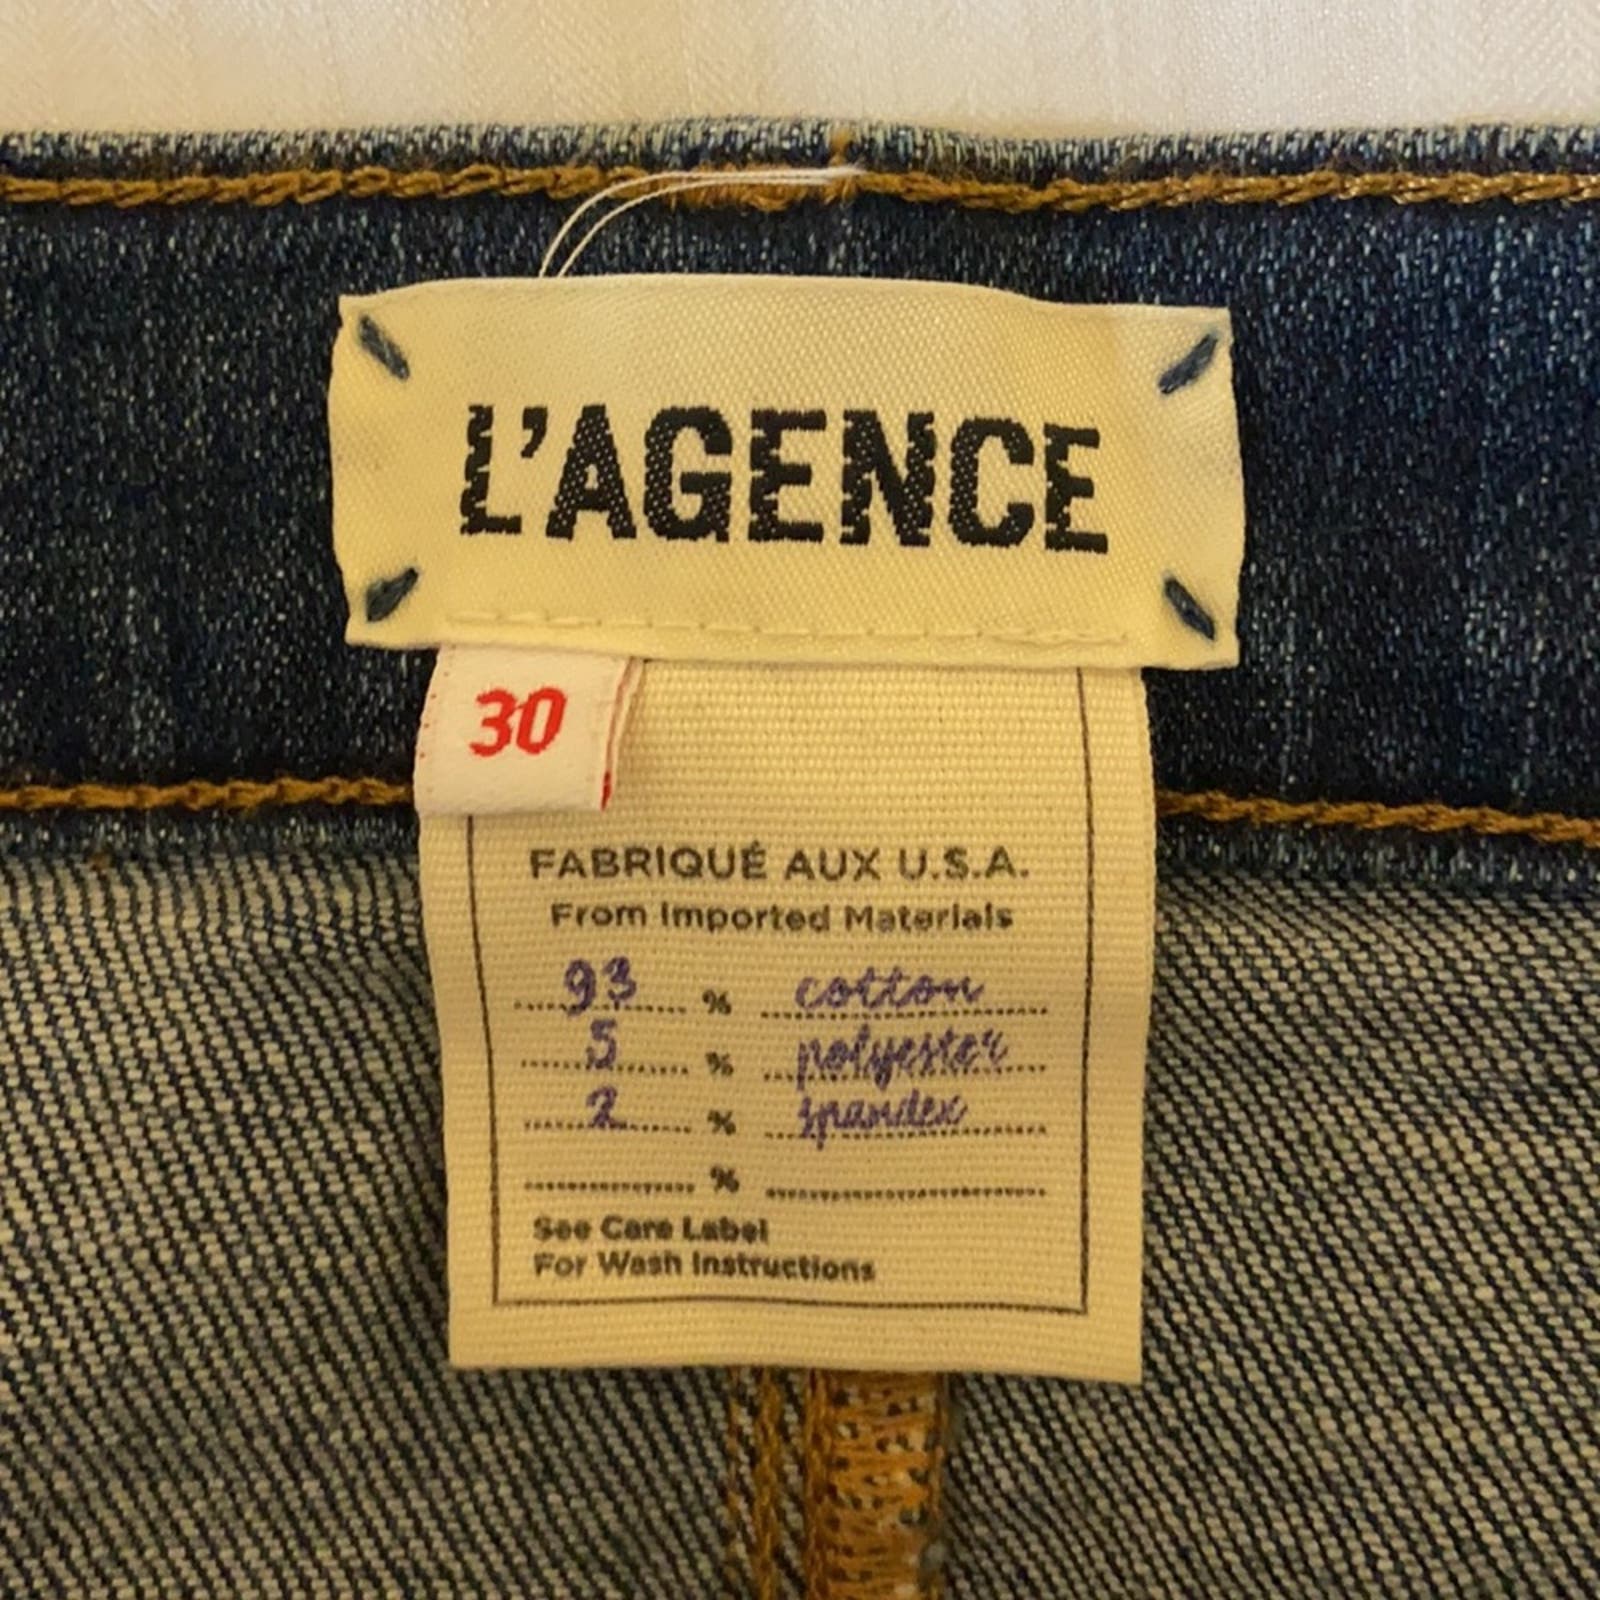 L'AGENCE
30
FABRIQUÉ AUX U.S.A.
From Imported Materials
93 % cotton
5 % polyester
2 % spandex
%
See Care Label
For Wash Instructions